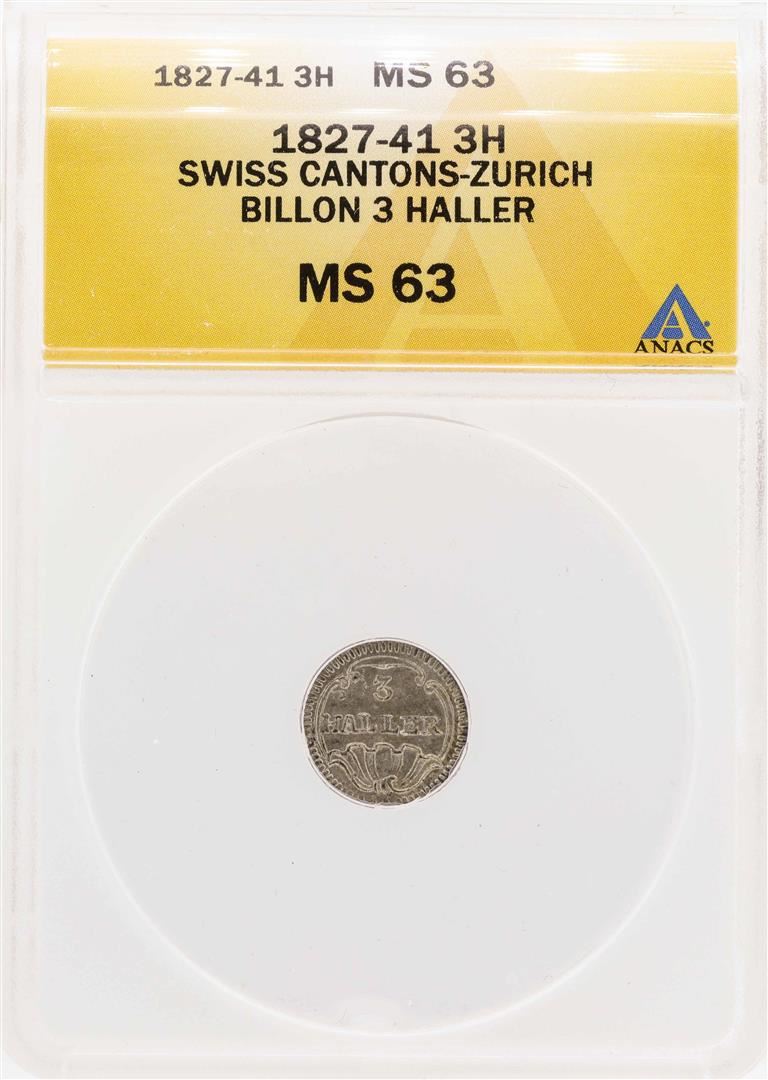 1827-41 3H MS 63
1827-41 3H
SWISS CANTONS-ZURICH
BILLON 3 HALLER
MS 63
ANACS
3
HALLER